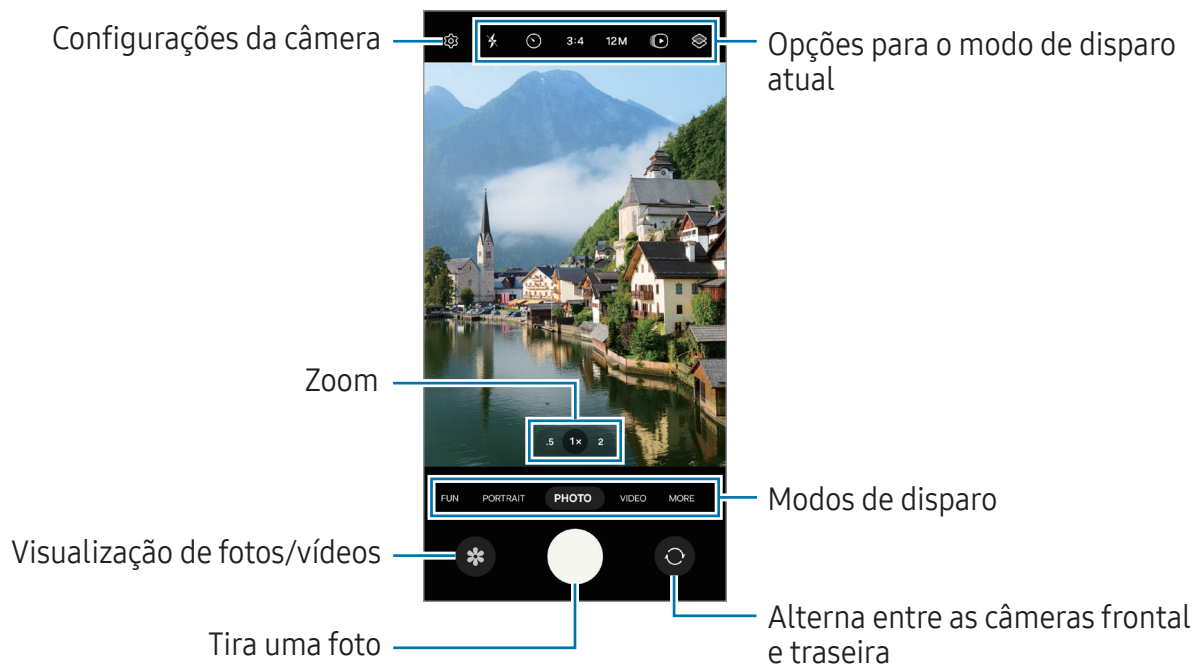 Configurações da câmera
3:4
12M
Opções para o modo de disparo
atual
Zoom
.5
1×
2
FUN
PORTRAIT
PHOTO
VIDEO
MORE
Modos de disparo
Visualização de fotos/vídeos
Tira uma foto
Alterna entre as câmeras frontal
e traseira